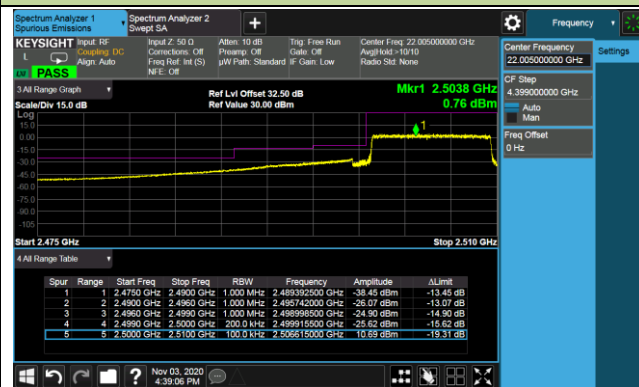 Spectrum Analyzer 1
Spurious Emissions
Spectrum Analyzer 2
Swept SA
Frequency
KEYSIGHT
L
LNI
PASS
Input: RF
Coupling: DC
Align: Auto
Input Z: 50 Ω
Corrections: Off
Freq Ref: Int (S)
NFE: Off
Atten: 10 dB
Preamp: Off
µW Path: Standard
Trig: Free Run
Gate: Off
IF Gain: Low
Center Freq: 22.005000000 GHz
Avg|Hold:>10/10
Radio Std: None
Center Frequency
22.005000000 GHz
Settings
CF Step
4.399000000 GHz
Auto
Man
Freq Offset
0 Hz
3 All Range Graph
Scale/Div 15.0 dB
Ref Lvl Offset 32.50 dB
Ref Value 30.00 dBm
Mkr1 2.5038 GHz
0.76 dBm
Log
15.0
0.00
-15.0
-30.0
-45.0
-60.0
-75.0
-90.0
-105
1
Start 2.475 GHz
Stop 2.510 GHz
4 All Range Table
Spur Range Start Freq Stop Freq RBW Frequency Amplitude ΔLimit
1 1 2.4750 GHz 2.4900 GHz 1.000 MHz 2.489392500 GHz -38.45 dBm -13.45 dB
2 2 2.4900 GHz 2.4960 GHz 1.000 MHz 2.495742000 GHz -26.07 dBm -13.07 dB
3 3 2.4960 GHz 2.4990 GHz 1.000 MHz 2.498998500 GHz -24.90 dBm -14.90 dB
4 4 2.4990 GHz 2.5000 GHz 200.0 kHz 2.499915500 GHz -25.62 dBm -15.62 dB
5 5 2.5000 GHz 2.5100 GHz 100.0 kHz 2.506615000 GHz 10.69 dBm -19.31 dB
Nov 03, 2020
4:39:06 PM